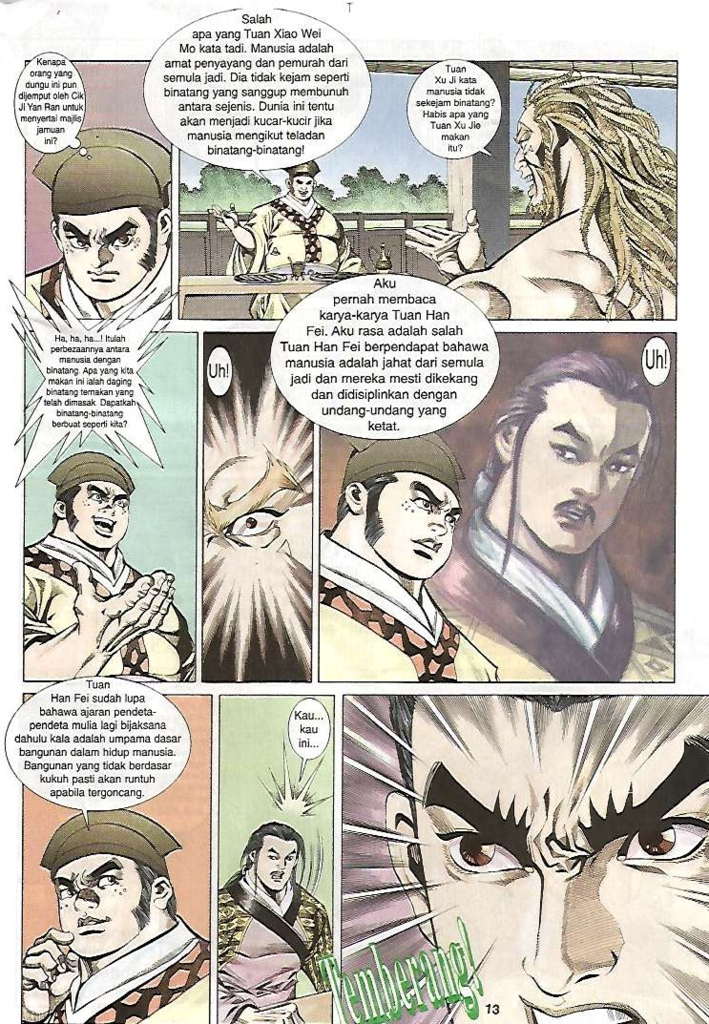 Kenapa
orang yang
dungu ini pun
dijemput oleh Cik
Ji Yan Ran untuk
menyertai majlis
jamuan
ini?
Salah
apa yang Tuan Xiao Wei
Mo kata tadi. Manusia adalah
amat penyayang dan pemurah dari
semula jadi. Dia tidak kejam seperti
binatang yang sanggup membunuh
antara sejenis. Dunia ini tentu
akan menjadi kucar-kucir jika
manusia mengikut teladan
binatang-binatang!
Tuan
Xu Ji kata
manusia tidak
sekejam binatang?
Habis apa yang
Tuan Xu Jie
makan
itu?
Ha, ha, ha...! Itulah
perbezaannya antara
manusia dengan
binatang. Apa yang kita
makan ini ialah daging
binatang ternakan yang
telah dimasak. Dapatkah
binatang-binatang
berbuat seperti kita?
Uh!
Aku
pernah membaca
karya-karya Tuan Han
Fei. Aku rasa adalah salah
Tuan Han Fei berpendapat bahawa
manusia adalah jahat dari semula
jadi dan mereka mesti dikekang
dan didisiplinkan dengan
undang-undang yang
ketat.
Uh!
Tuan
Han Fei sudah lupa
bahawa ajaran pendeta-
pendeta mulia lagi bijaksana
dahulu kala adalah umpama dasar
bangunan dalam hidup manusia.
Bangunan yang tidak berdasar
kukuh pasti akan runtuh
apabila tergoncang.
Kau...
kau
ini...
Temberang!
13